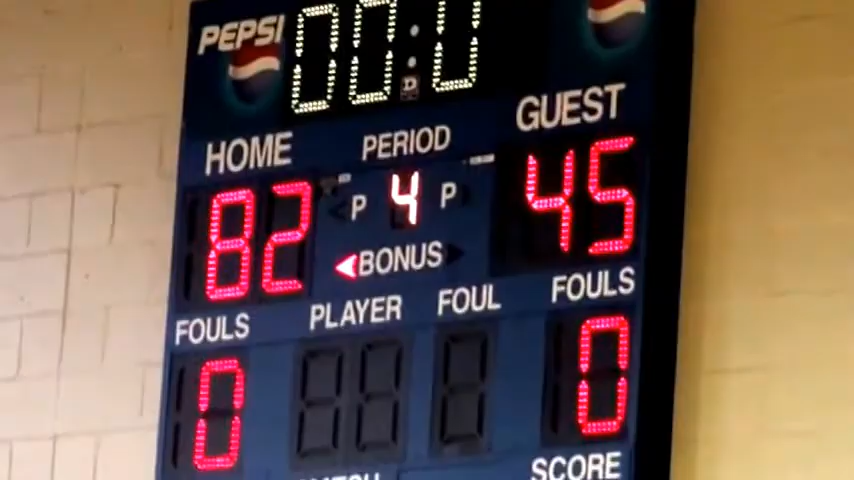 PEPSI 00:0
HOME PERIOD GUEST
82 P 4 P 45
BONUS
FOULS PLAYER FOUL FOULS
0 0
SCORE